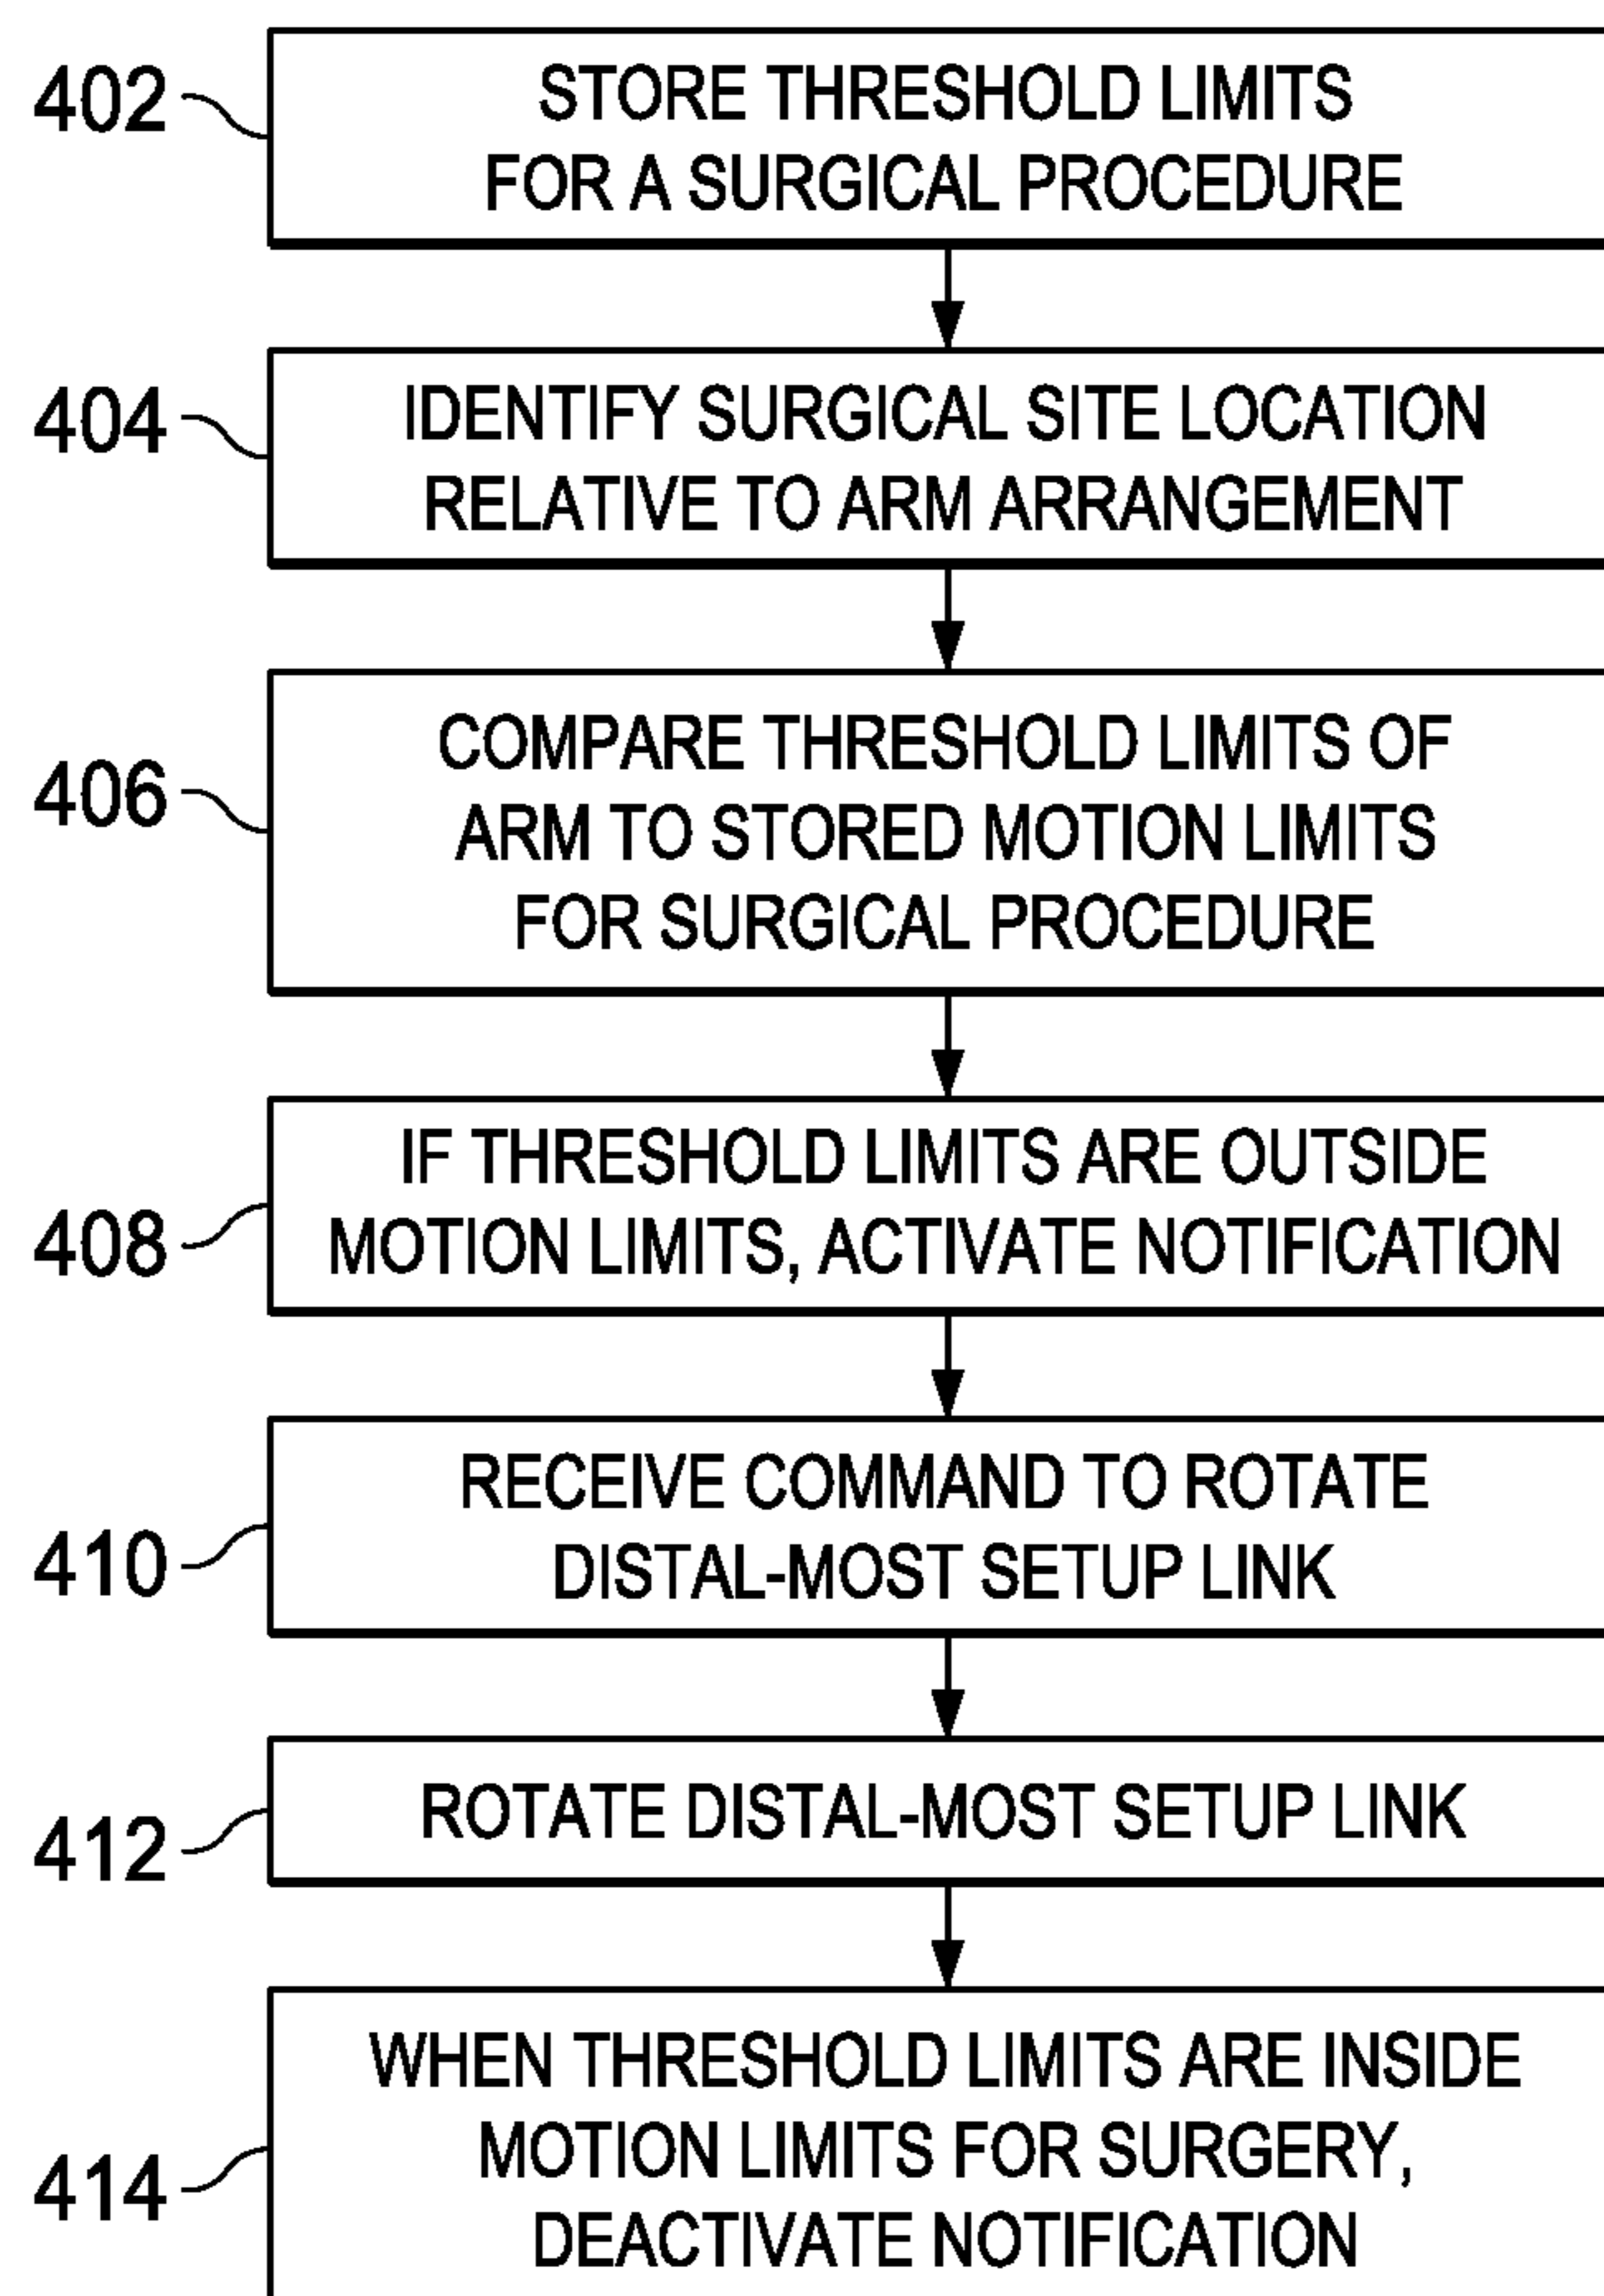 402
STORE THRESHOLD LIMITS
FOR A SURGICAL PROCEDURE
404
IDENTIFY SURGICAL SITE LOCATION
RELATIVE TO ARM ARRANGEMENT
406
COMPARE THRESHOLD LIMITS OF
ARM TO STORED MOTION LIMITS
FOR SURGICAL PROCEDURE
408
IF THRESHOLD LIMITS ARE OUTSIDE
MOTION LIMITS, ACTIVATE NOTIFICATION
410
RECEIVE COMMAND TO ROTATE
DISTAL-MOST SETUP LINK
412
ROTATE DISTAL-MOST SETUP LINK
414
WHEN THRESHOLD LIMITS ARE INSIDE
MOTION LIMITS FOR SURGERY,
DEACTIVATE NOTIFICATION